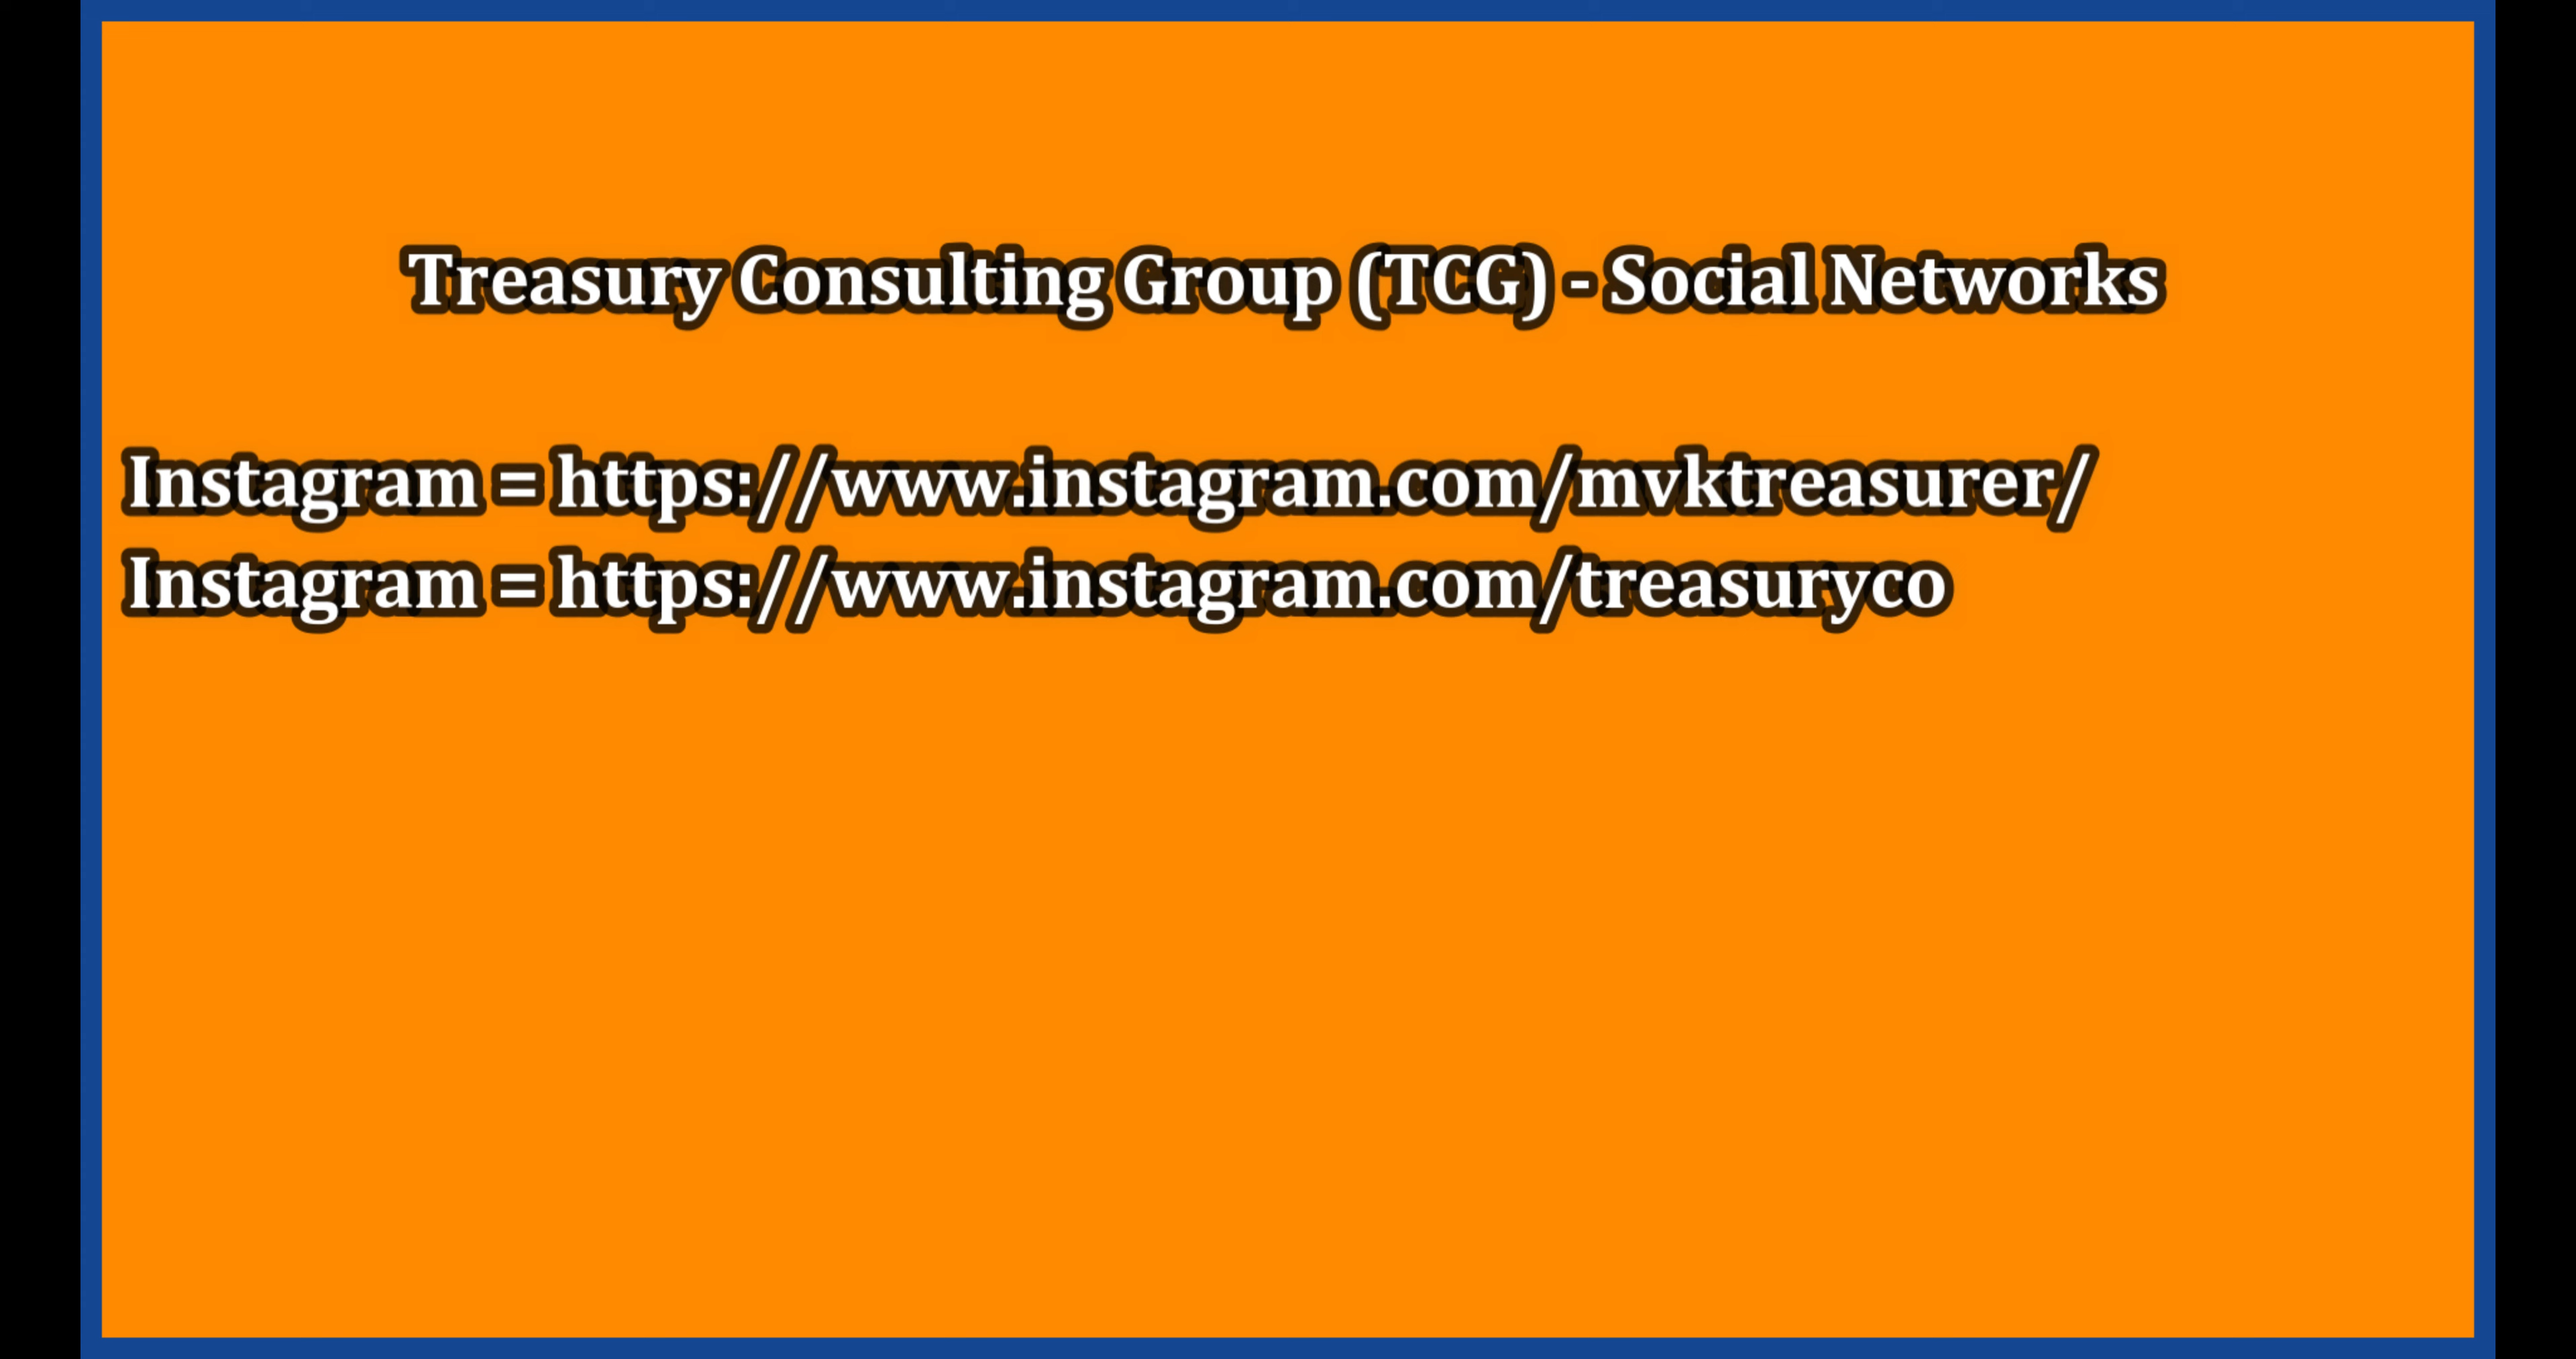 Treasury Consulting Group (TCG) - Social Networks
Instagram = https://www.instagram.com/mvktreasurer/
Instagram = https://www.instagram.com/treasuryco